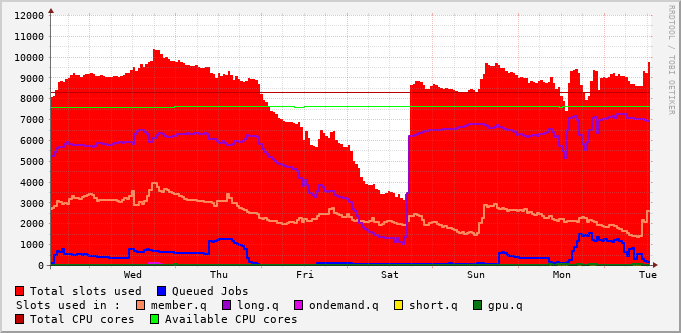 12000
11000
10000
9000
8000
7000
6000
5000
4000
3000
2000
1000
0
Wed Thu Fri Sat Sun Mon Tue
RRDTOOL / TOBI OETIKER
Total slots used Queued Jobs
Slots used in : member.q long.q ondemand.q short.q gpu.q
Total CPU cores Available CPU cores